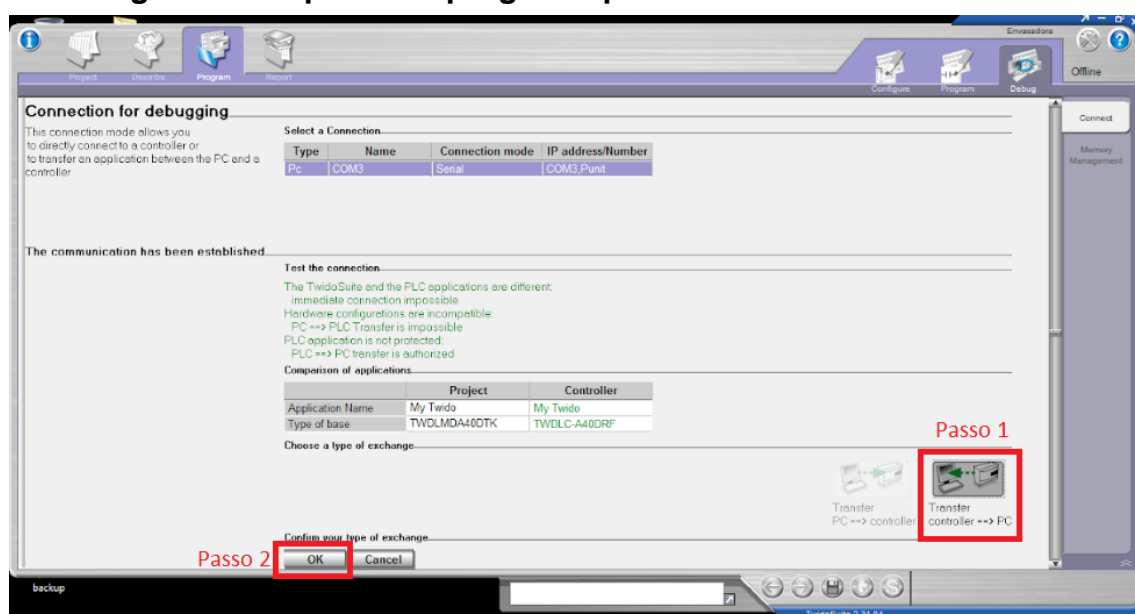 Envasadora
Project
Describe
Program
Report
Configure
Program
Debug
Offline
Connection for debugging
This connection mode allows you
to directly connect to a controller or
to transfer an application between the PC and a
controller
Select a Connection
Type Name Connection mode IP address/Number
Pc COM3 Serial COM3,Punit
Connect
Memory
Management
The communication has been established
Test the connection
The TwidoSuite and the PLC applications are different:
immediate connection impossible
Hardware configurations are incompatible:
PC ==> PLC Transfer is impossible
PLC application is not protected:
PLC ==> PC transfer is authorized
Comparison of applications
Project Controller
Application Name My Twido My Twido
Type of base TWDLMDA40DTK TWDLC-A40DRF
Passo 1
Choose a type of exchange
Transfer
PC ==> controller
Transfer
controller ==> PC
Confirm your type of exchange
Passo 2
OK Cancel
backup